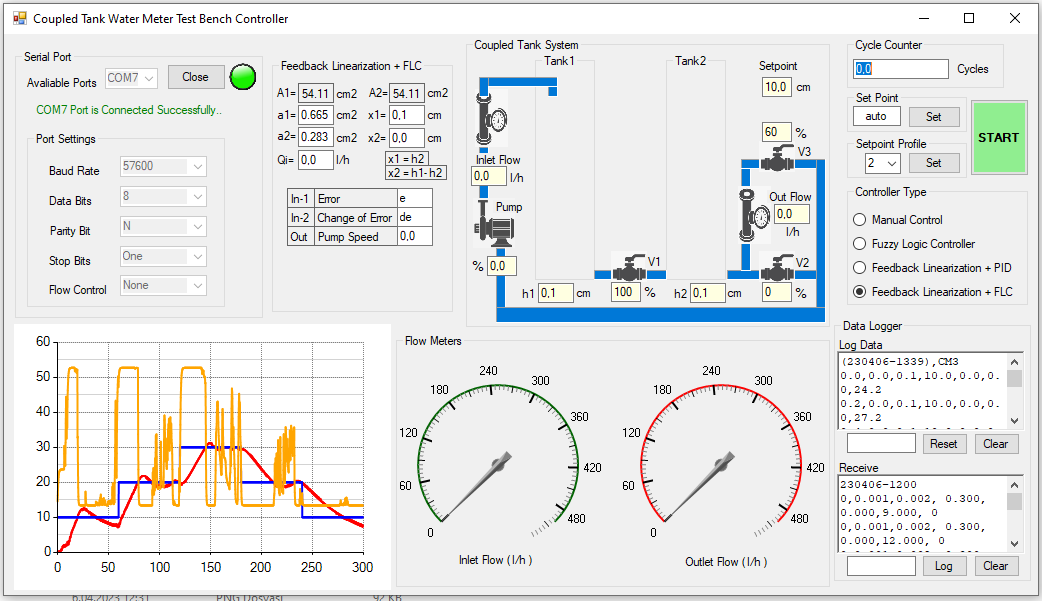 Coupled Tank Water Meter Test Bench Controller
Serial Port
Avaliable Ports COM7 Close
COM7 Port is Connected Successfully..
Port Settings
Baud Rate 57600
Data Bits 8
Parity Bit N
Stop Bits One
Flow Control None
Feedback Linearization + FLC
A1= 54.11 cm2 A2= 54.11 cm2
a1= 0.665 cm2 x1= 0,1 cm
a2= 0.283 cm2 x2= 0,0 cm
Qi= 0,0 l/h x1 = h2
x2 = h1- h2
In-1 Error e
In-2 Change of Error de
Out Pump Speed 0,0
Coupled Tank System
Tank1
Tank2
Setpoint
10,0 cm
60 %
V3
Inlet Flow
0,0 l/h
Out Flow
0,0
l/h
Pump
% 0,0
V1
V2
h1 0,1 cm 100 % h2 0,1 cm 0 %
Cycle Counter
0,0 Cycles
Set Point
auto Set
START
Setpoint Profile
2 Set
Controller Type
Manual Control
Fuzzy Logic Controller
Feedback Linearization + PID
Feedback Linearization + FLC
60
50
40
30
20
10
0
0 50 100 150 200 250 300
Flow Meters
0 60 120 180 240 300 360 420 480
Inlet Flow ( l/h )
0 60 120 180 240 300 360 420 480
Outlet Flow ( l/h )
Data Logger
Log Data
(230406-1339),CM3
0.0,0.0,0.1,10.0,0.0,0.
0,24.2
0.2,0.0,0.1,10.0,0.0,0.
0,27.2
Reset Clear
Receive
230406-1200
0,0.001,0.002, 0.300,
0.000,9.000, 0
0,0.001,0.002, 0.300,
0.000,12.000, 0
Log Clear
6.04.2023 12:31 PNG Dosyası 92 KB